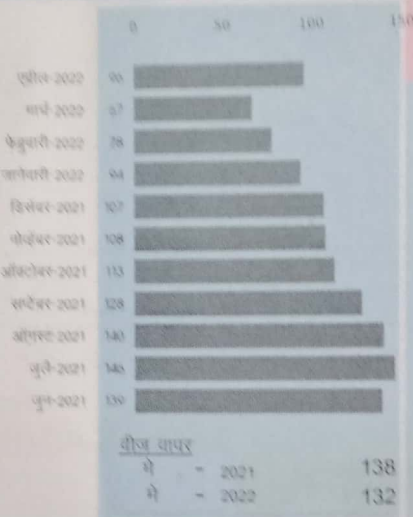 0 50 100 150
एप्रील-2022 96
मार्च-2022 67
फेब्रुवारी-2022 78
जानेवारी-2022 94
डिसेंबर-2021 107
नोव्हेंबर-2021 108
ऑक्टोबर-2021 113
सप्टेंबर-2021 128
ऑगस्ट-2021 140
जुलै-2021 146
जुन-2021 139
वीज वापर
मे - 2021 138
मे - 2022 132